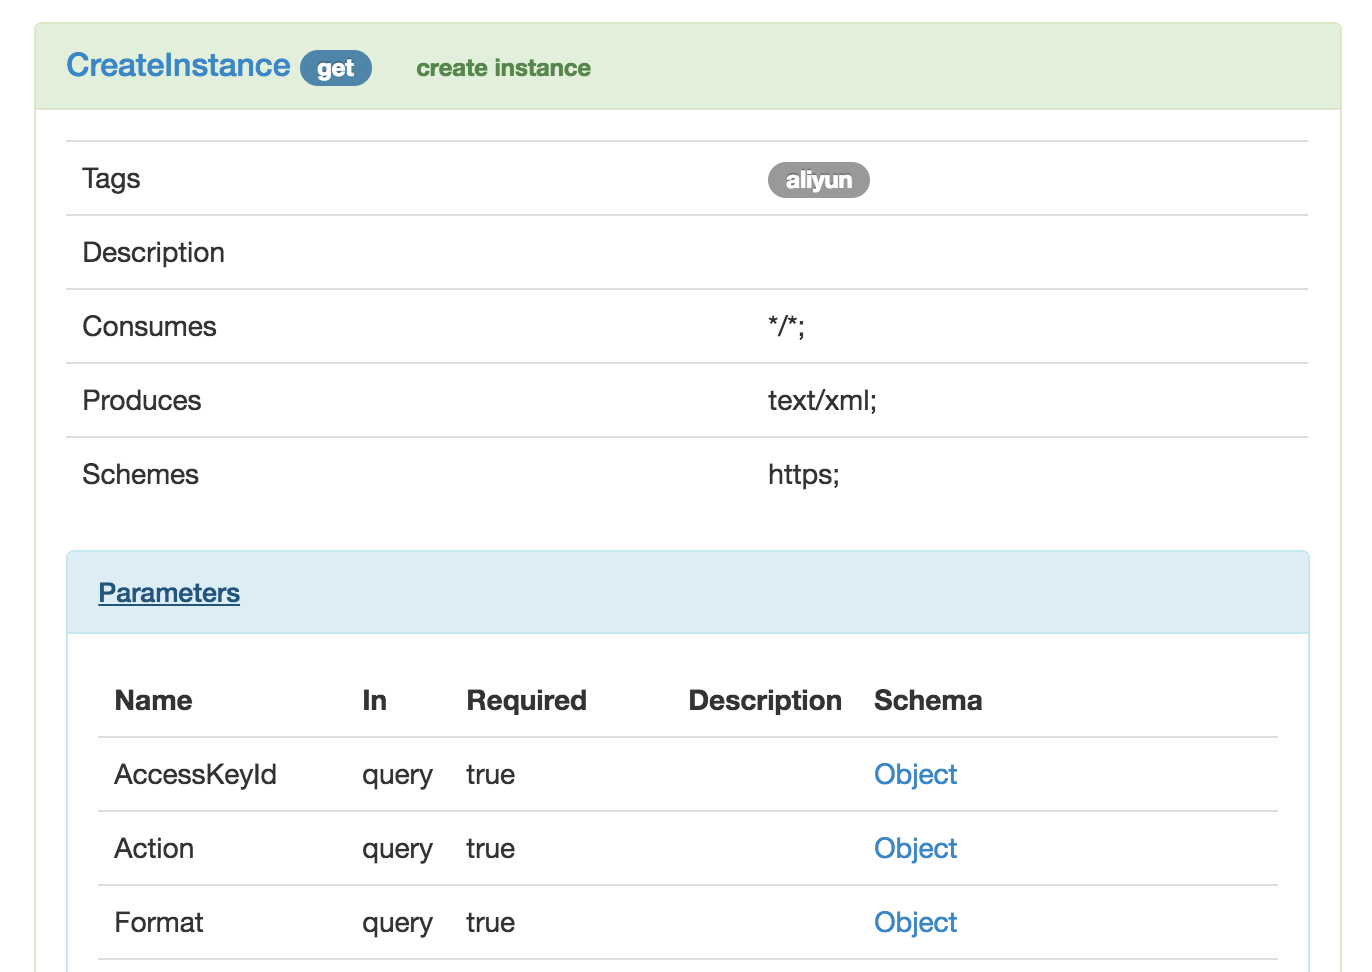 CreateInstance get create instance
Tags aliyun
Description
Consumes */*;
Produces text/xml;
Schemes https;
Parameters
Name In Required Description Schema
AccessKeyId query true Object
Action query true Object
Format query true Object